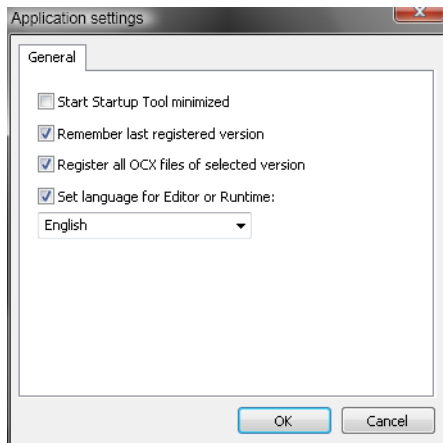 Application settings
General
Start Startup Tool minimized
Remember last registered version
Register all OCX files of selected version
Set language for Editor or Runtime:
English
OK
Cancel